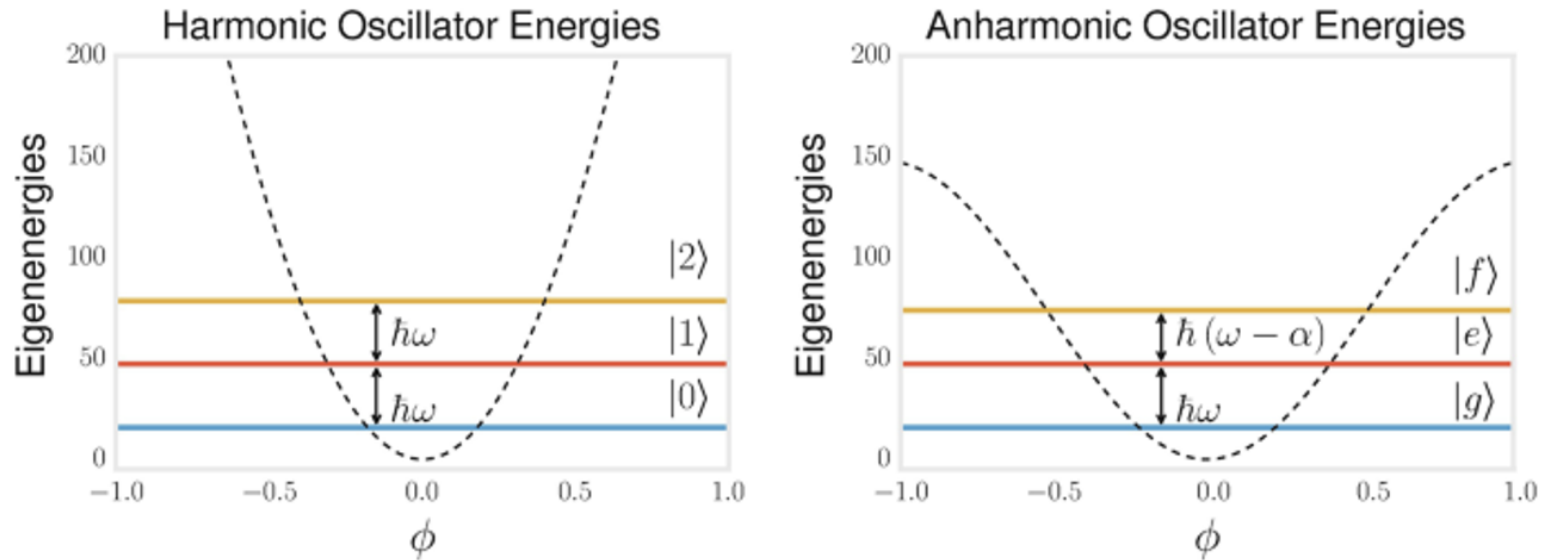 Harmonic Oscillator Energies
200
150
100
50
0
Eigenenergies
|2⟩
|1⟩
|0⟩
ħω
ħω
−1.0 −0.5 0.0 0.5 1.0
ϕ
Anharmonic Oscillator Energies
200
150
100
50
0
Eigenenergies
|f⟩
|e⟩
|g⟩
ħ (ω − α)
ħω
−1.0 −0.5 0.0 0.5 1.0
ϕ